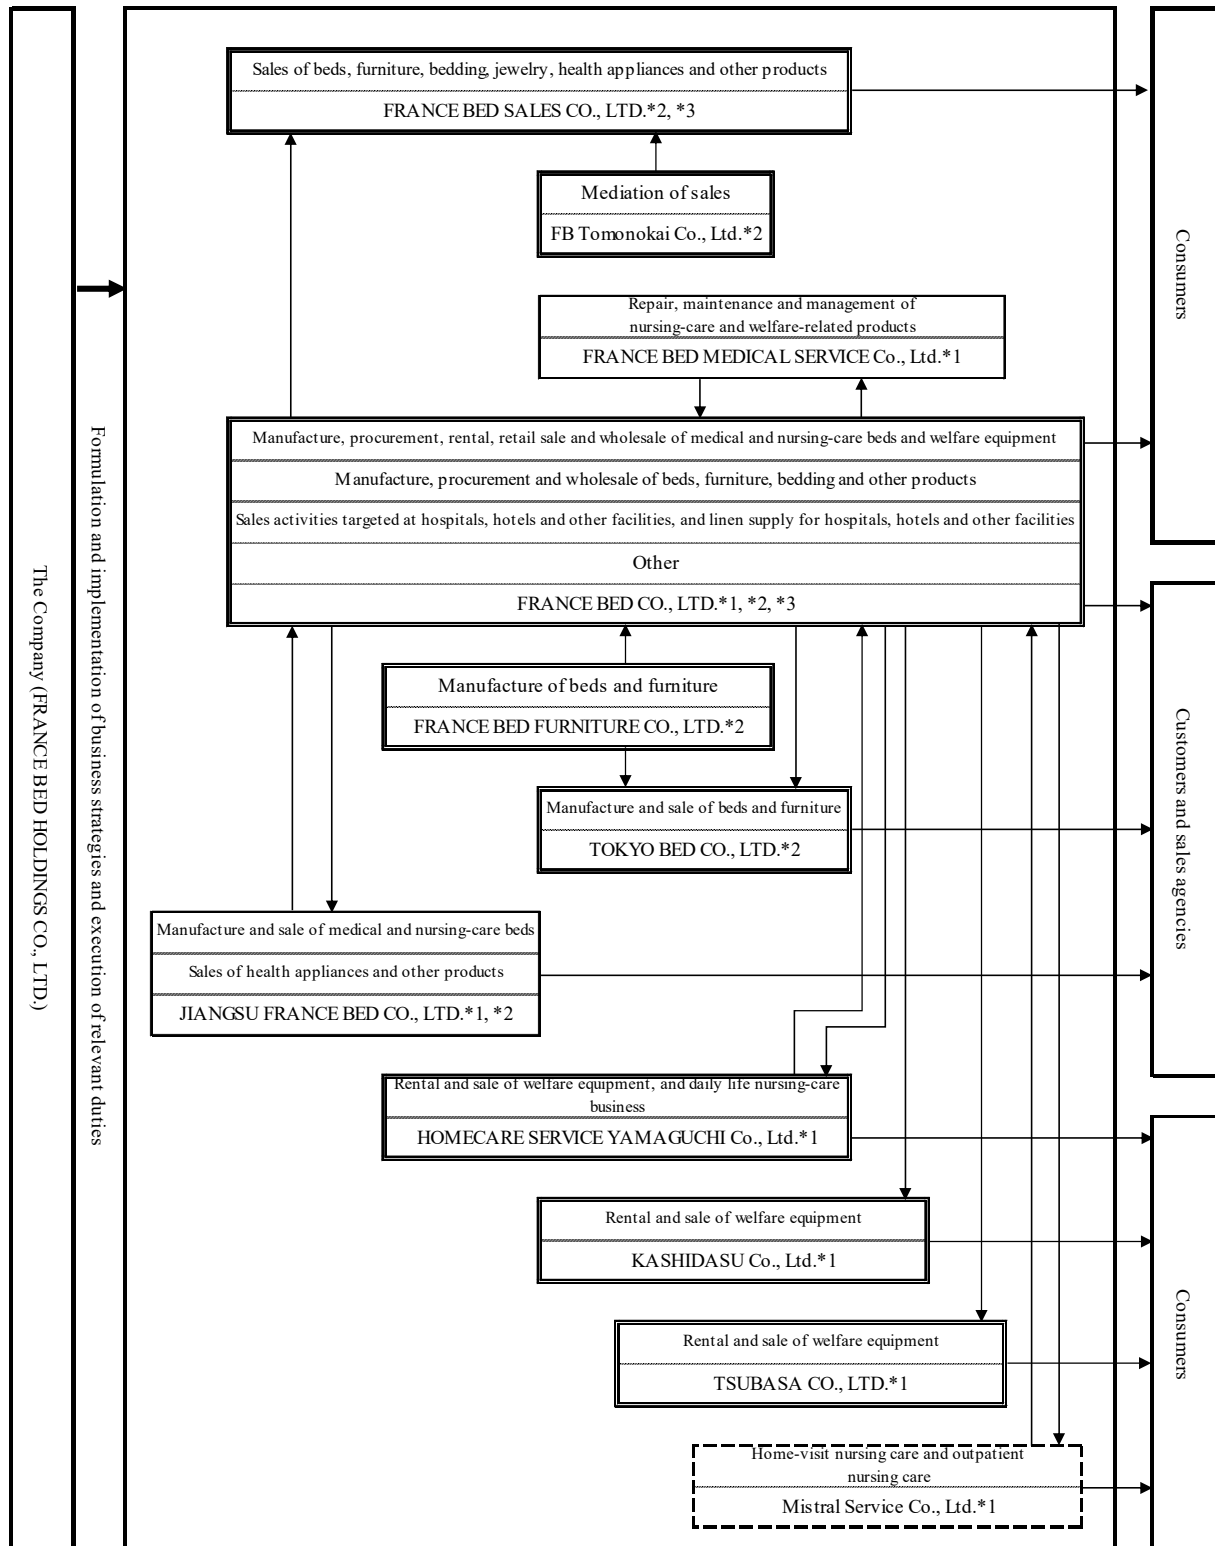 The Company (FRANCE BED HOLDINGS CO., LTD.)
Formulation and implementation of business strategies and execution of relevant duties
Sales of beds, furniture, bedding, jewelry, health appliances and other products
FRANCE BED SALES CO., LTD.*2, *3
Mediation of sales
FB Tomonokai Co., Ltd.*2
Repair, maintenance and management of
nursing-care and welfare-related products
FRANCE BED MEDICAL SERVICE Co., Ltd.*1
Manufacture, procurement, rental, retail sale and wholesale of medical and nursing-care beds and welfare equipment
Manufacture, procurement and wholesale of beds, furniture, bedding and other products
Sales activities targeted at hospitals, hotels and other facilities, and linen supply for hospitals, hotels and other facilities
Other
FRANCE BED CO., LTD.*1, *2, *3
Manufacture of beds and furniture
FRANCE BED FURNITURE CO., LTD.*2
Manufacture and sale of beds and furniture
TOKYO BED CO., LTD.*2
Manufacture and sale of medical and nursing-care beds
Sales of health appliances and other products
JIANGSU FRANCE BED CO., LTD.*1, *2
Rental and sale of welfare equipment, and daily life nursing-care
business
HOMECARE SERVICE YAMAGUCHI Co., Ltd.*1
Rental and sale of welfare equipment
KASHIDASU Co., Ltd.*1
Rental and sale of welfare equipment
TSUBASA CO., LTD.*1
Home-visit nursing care and outpatient
nursing care
Mistral Service Co., Ltd.*1
Consumers
Customers and sales agencies
Consumers